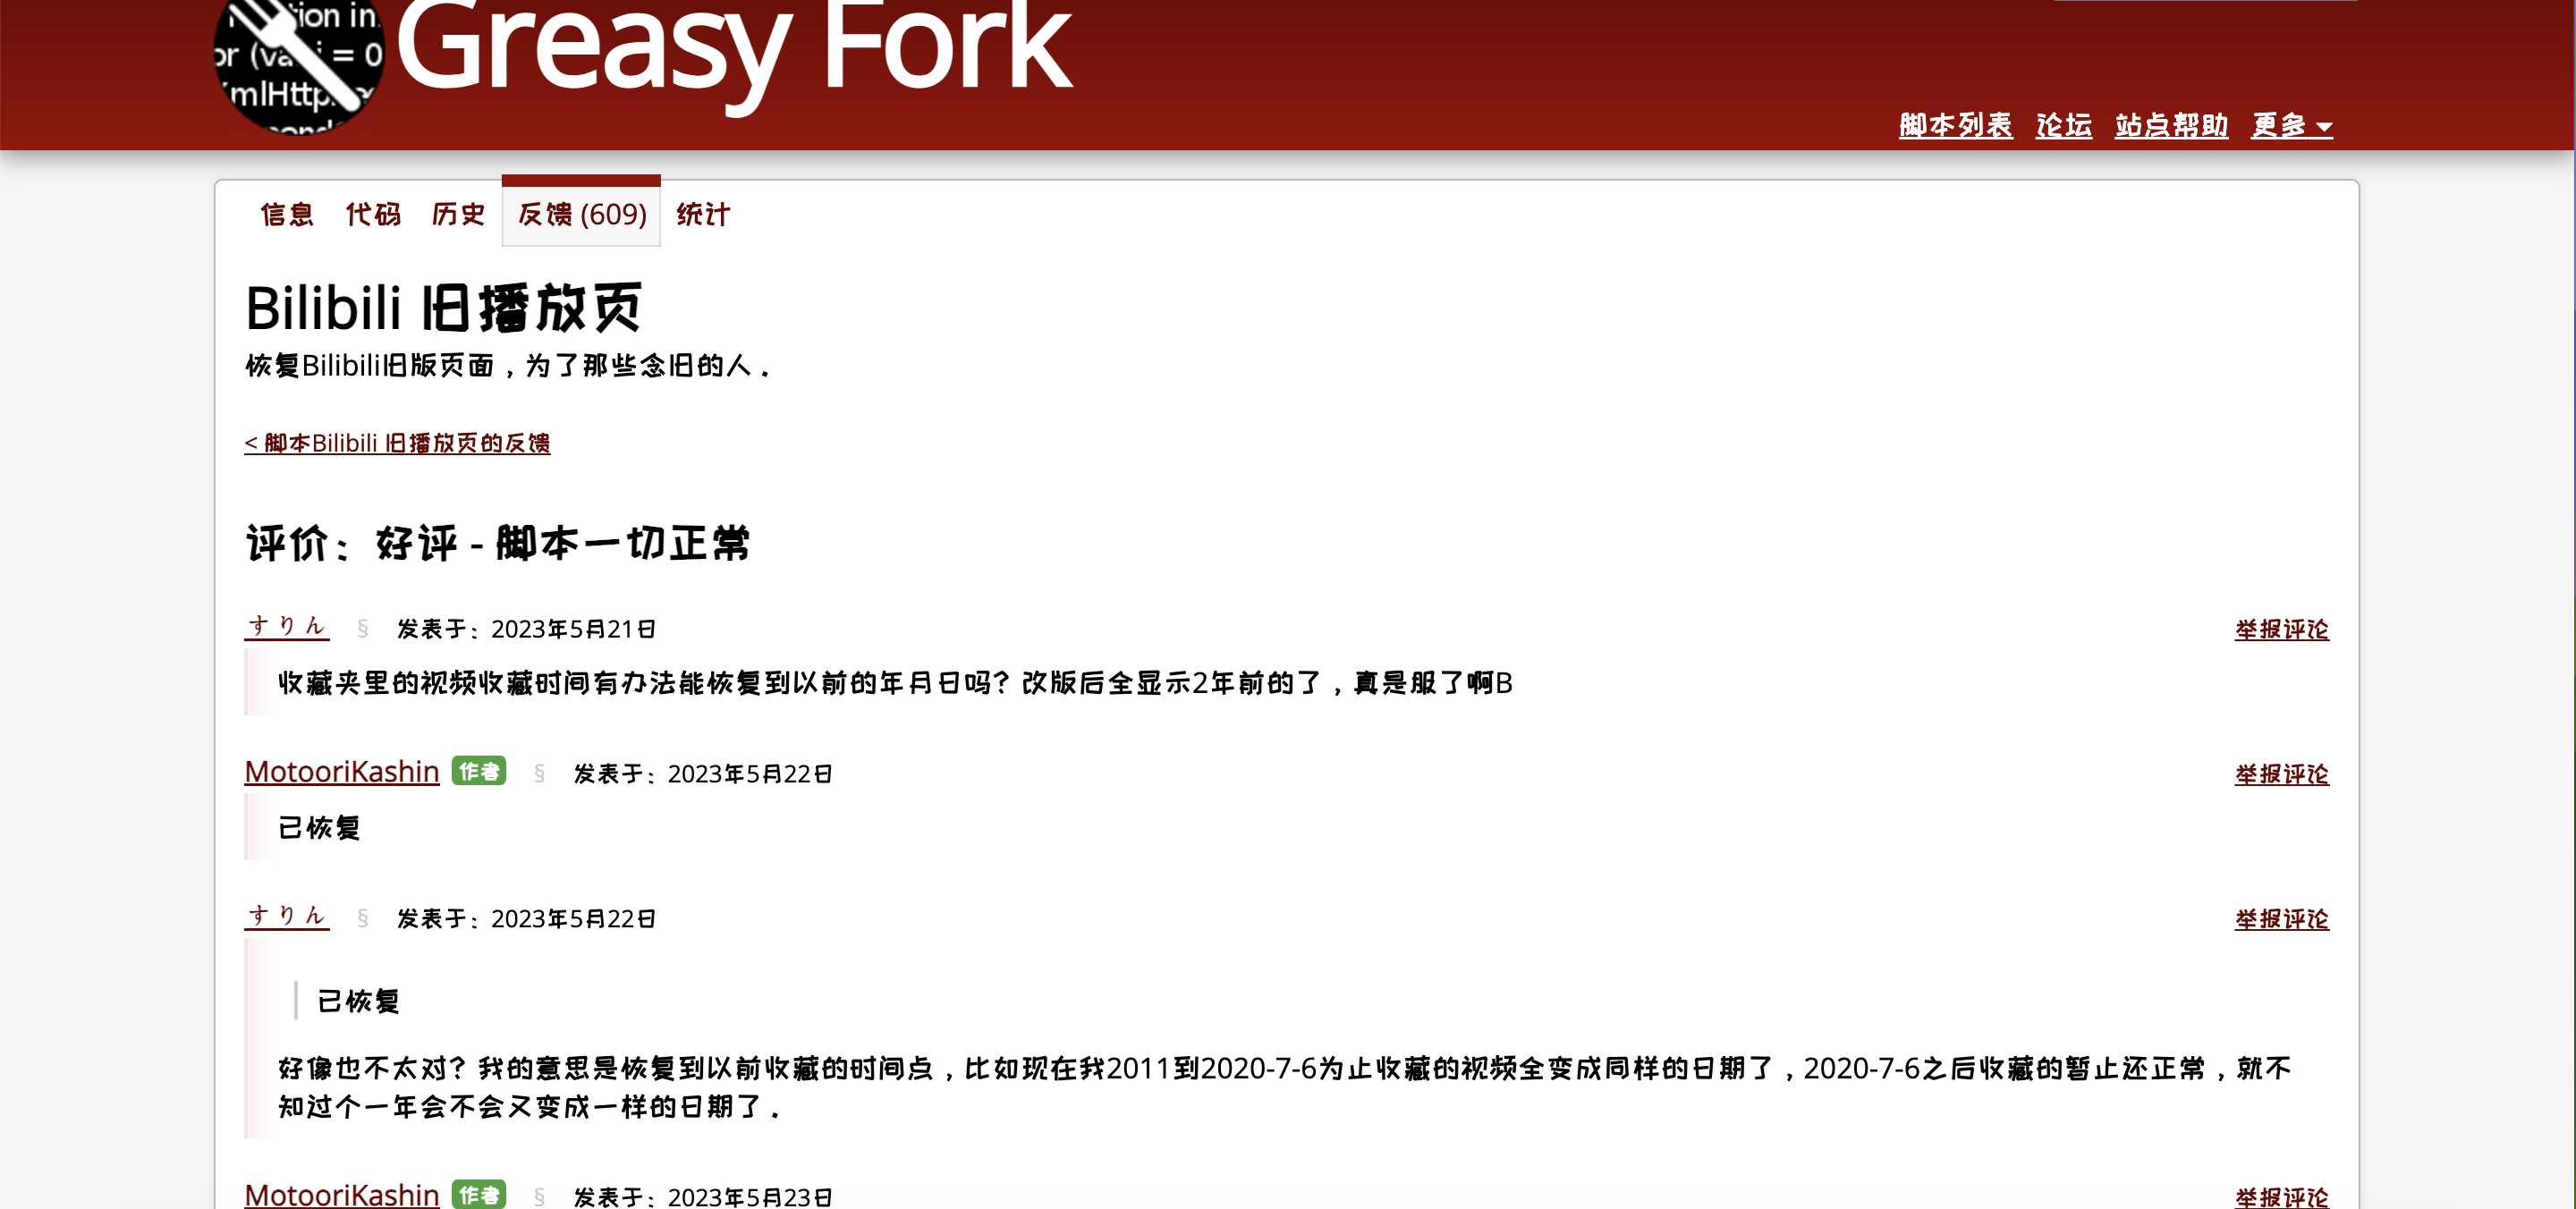 Greasy Fork
脚本列表 论坛 站点帮助 更多
信息 代码 历史 反馈 (609) 统计
Bilibili 旧播放页
恢复Bilibili旧版页面，为了那些念旧的人．
< 脚本Bilibili 旧播放页的反馈
评价：好评 - 脚本一切正常
すりん § 发表于：2023年5月21日 举报评论
收藏夹里的视频收藏时间有办法能恢复到以前的年月日吗？改版后全显示2年前的了，真是服了啊B
MotooriKashin 作者 § 发表于：2023年5月22日 举报评论
已恢复
すりん § 发表于：2023年5月22日 举报评论
已恢复
好像也不太对？我的意思是恢复到以前收藏的时间点，比如现在我2011到2020-7-6为止收藏的视频全变成同样的日期了，2020-7-6之后收藏的暂止还正常，就不
知过个一年会不会又变成一样的日期了．
MotooriKashin 作者 § 发表于：2023年5月23日 举报评论